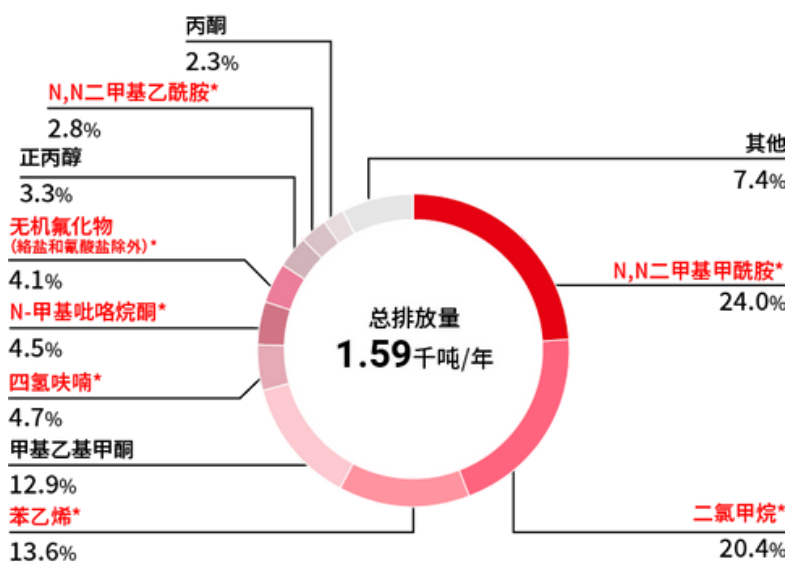 丙酮
2.3%
N,N二甲基乙酰胺*
2.8%
正丙醇
3.3%
无机氟化物
(絡盐和氰酸盐除外)*
4.1%
N-甲基吡咯烷酮*
4.5%
四氢呋喃*
4.7%
甲基乙基甲酮
12.9%
苯乙烯*
13.6%
其他
7.4%
N,N二甲基甲酰胺*
24.0%
二氯甲烷*
20.4%
总排放量
1.59千吨/年